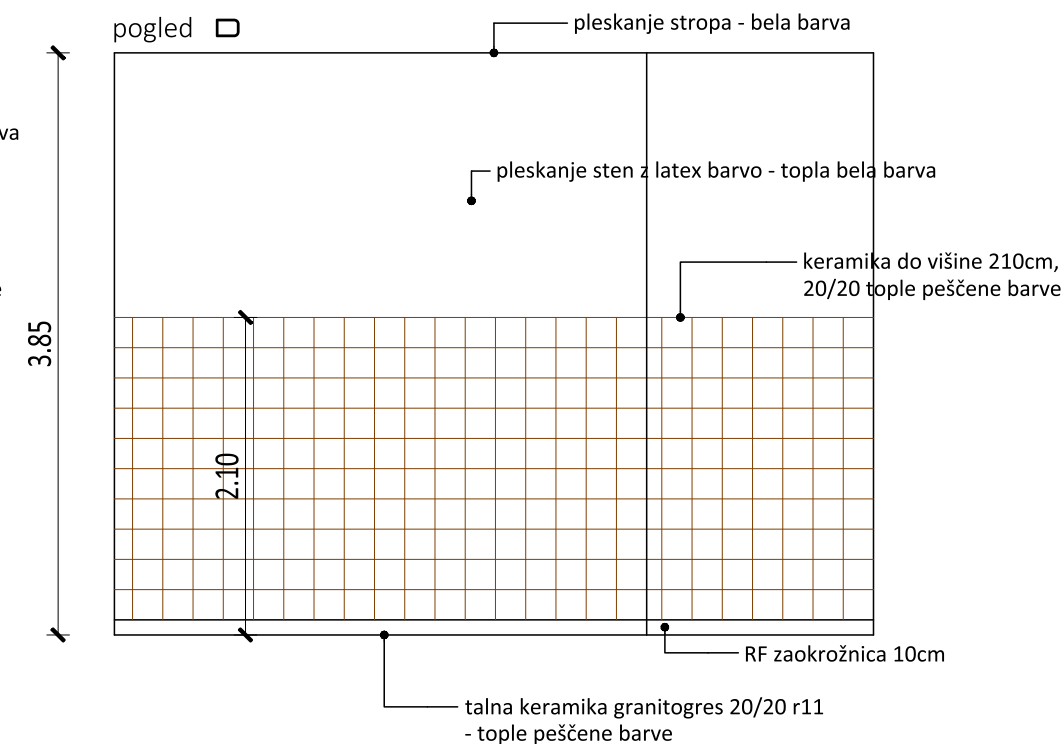 pogled D
pleskanje stropa - bela barva
va
pleskanje sten z latex barvo - topla bela barva
keramika do višine 210cm,
20/20 tople peščene barve
e
3.85
2.10
RF zaokrožnica 10cm
talna keramika granitogres 20/20 r11
- tople peščene barve